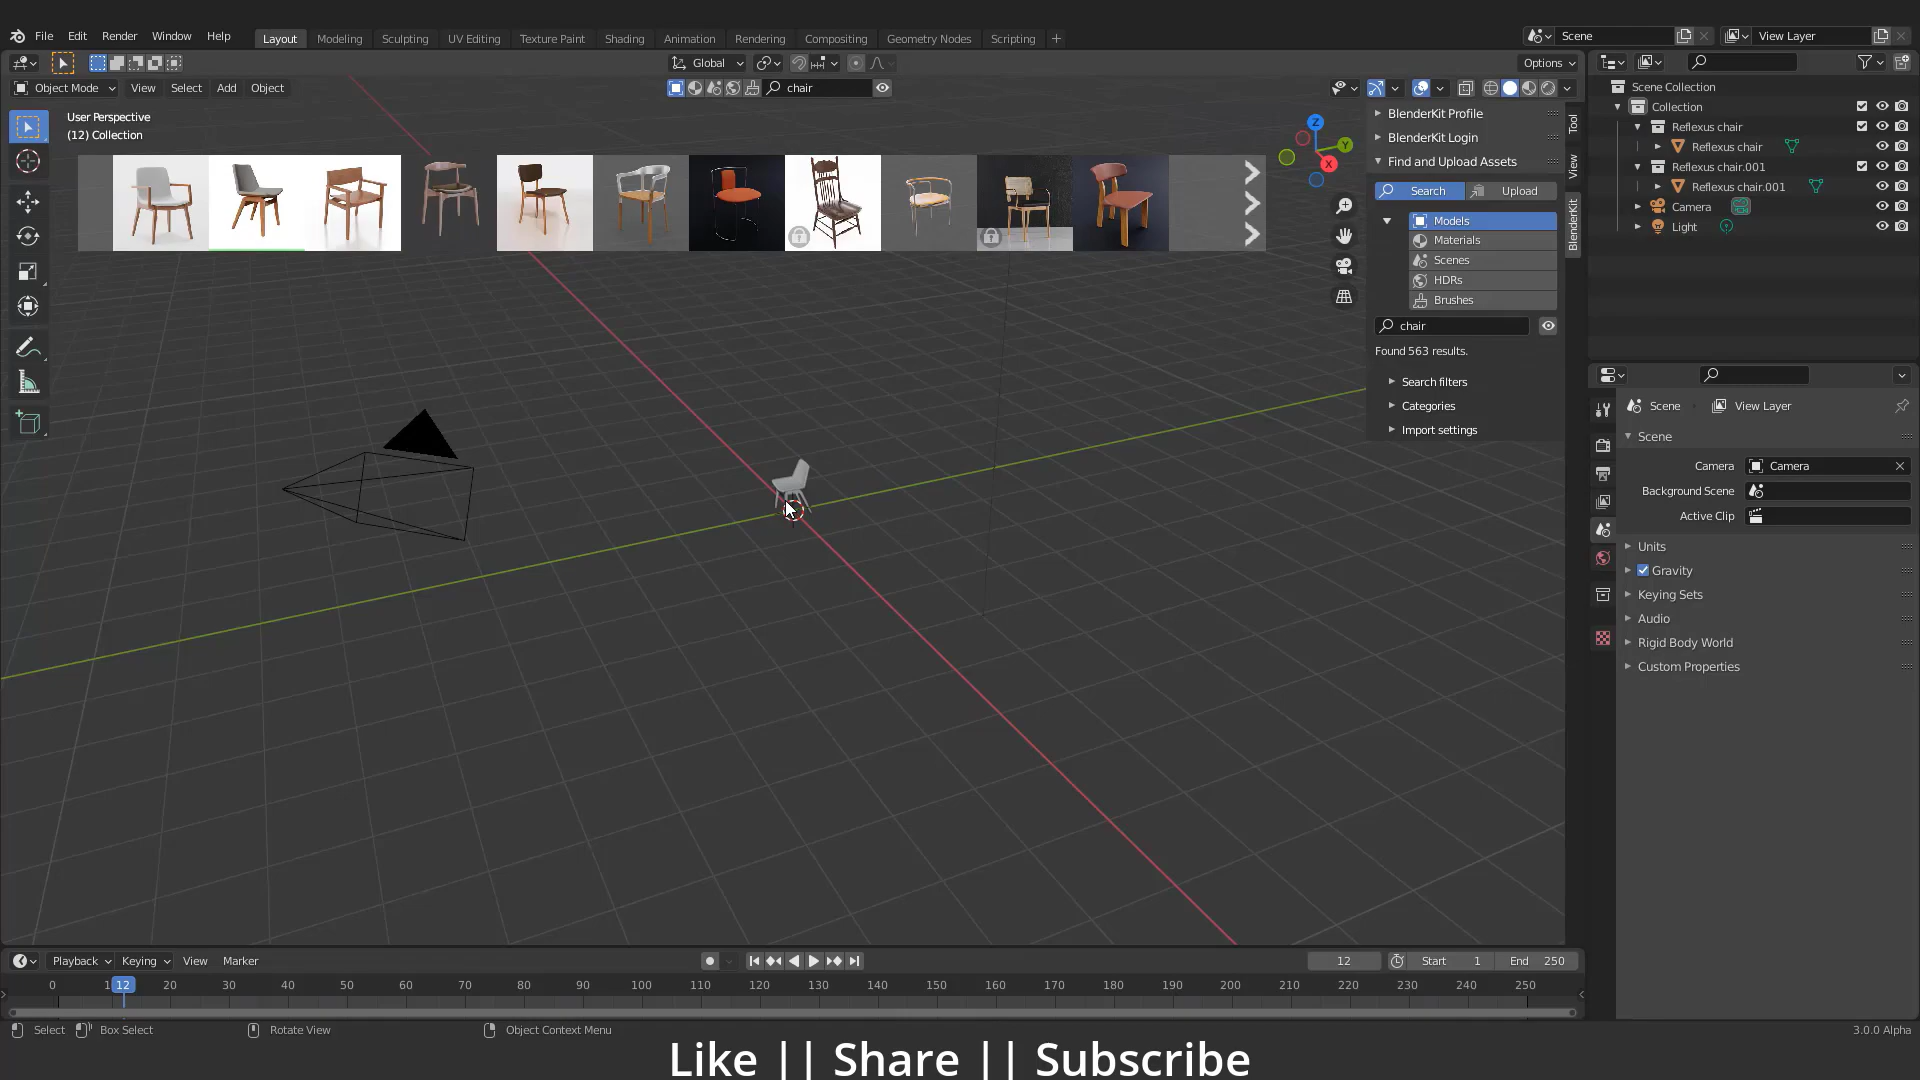 File Edit Render Window Help
Layout Modeling Sculpting UV Editing Texture Paint Shading Animation Rendering Compositing Geometry Nodes Scripting +
Scene View Layer
Global Options
Object Mode View Select Add Object chair
User Perspective
(12) Collection
Z
Y
X
BlenderKit Profile
BlenderKit Login
Find and Upload Assets
Search Upload
Models
Materials
Scenes
HDRs
Brushes
chair
Found 563 results.
Search filters
Categories
Import settings
Tool
View
BlenderKit
Scene Collection
Collection
Reflexus chair
Reflexus chair
Reflexus chair.001
Reflexus chair.001
Camera
Light
Scene View Layer
Scene
Camera Camera
Background Scene
Active Clip
Units
Gravity
Keying Sets
Audio
Rigid Body World
Custom Properties
Playback Keying View Marker 12 Start 1 End 250
0 1 12 20 30 40 50 60 70 80 90 100 110 120 130 140 150 160 170 180 190 200 210 220 230 240 250
Select Box Select Rotate View Object Context Menu 3.0.0 Alpha
Like || Share || Subscribe